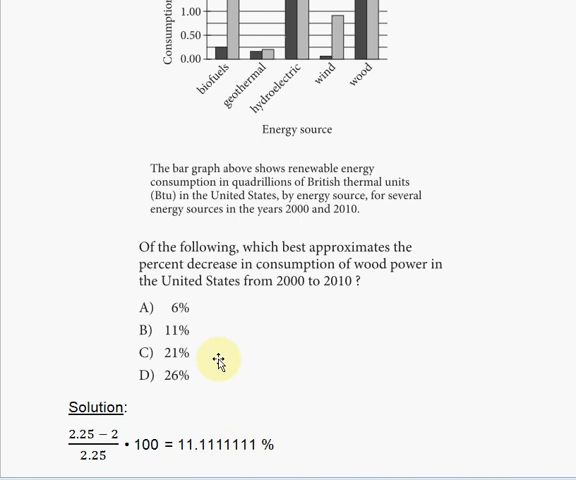 Consumption
1.00
0.50
0.00
biofuels
geothermal
hydroelectric
wind
wood
Energy source
The bar graph above shows renewable energy
consumption in quadrillions of British thermal units
(Btu) in the United States, by energy source, for several
energy sources in the years 2000 and 2010.
Of the following, which best approximates the
percent decrease in consumption of wood power in
the United States from 2000 to 2010 ?
A) 6%
B) 11%
C) 21%
D) 26%
Solution:
2.25 − 2
2.25
• 100 = 11.1111111 %